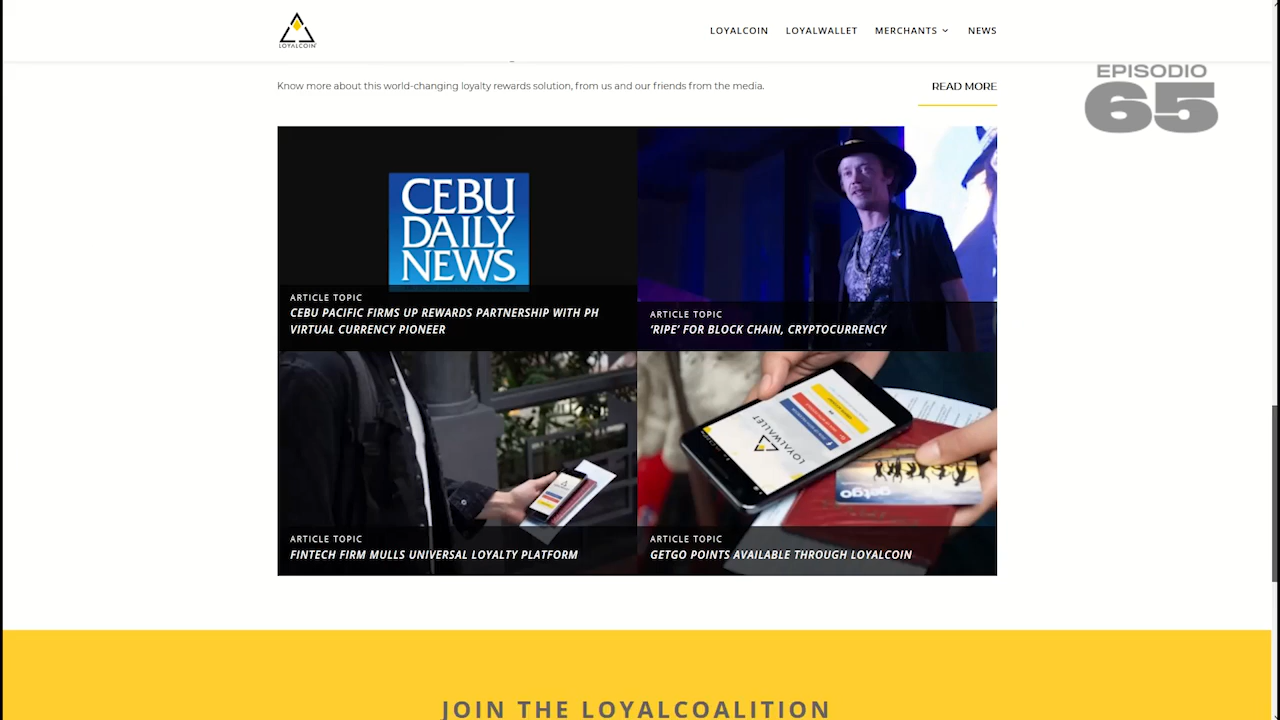 LOYALCOIN
LOYALCOIN LOYALWALLET MERCHANTS NEWS
EPISODIO
65
Know more about this world-changing loyalty rewards solution, from us and our friends from the media.
READ MORE
CEBU
DAILY
NEWS
ARTICLE TOPIC
CEBU PACIFIC FIRMS UP REWARDS PARTNERSHIP WITH PH
VIRTUAL CURRENCY PIONEER
ARTICLE TOPIC
‘RIPE’ FOR BLOCK CHAIN, CRYPTOCURRENCY
LOYALWALLET
getgo
ARTICLE TOPIC
FINTECH FIRM MULLS UNIVERSAL LOYALTY PLATFORM
ARTICLE TOPIC
GETGO POINTS AVAILABLE THROUGH LOYALCOIN
JOIN THE LOYALCOALITION